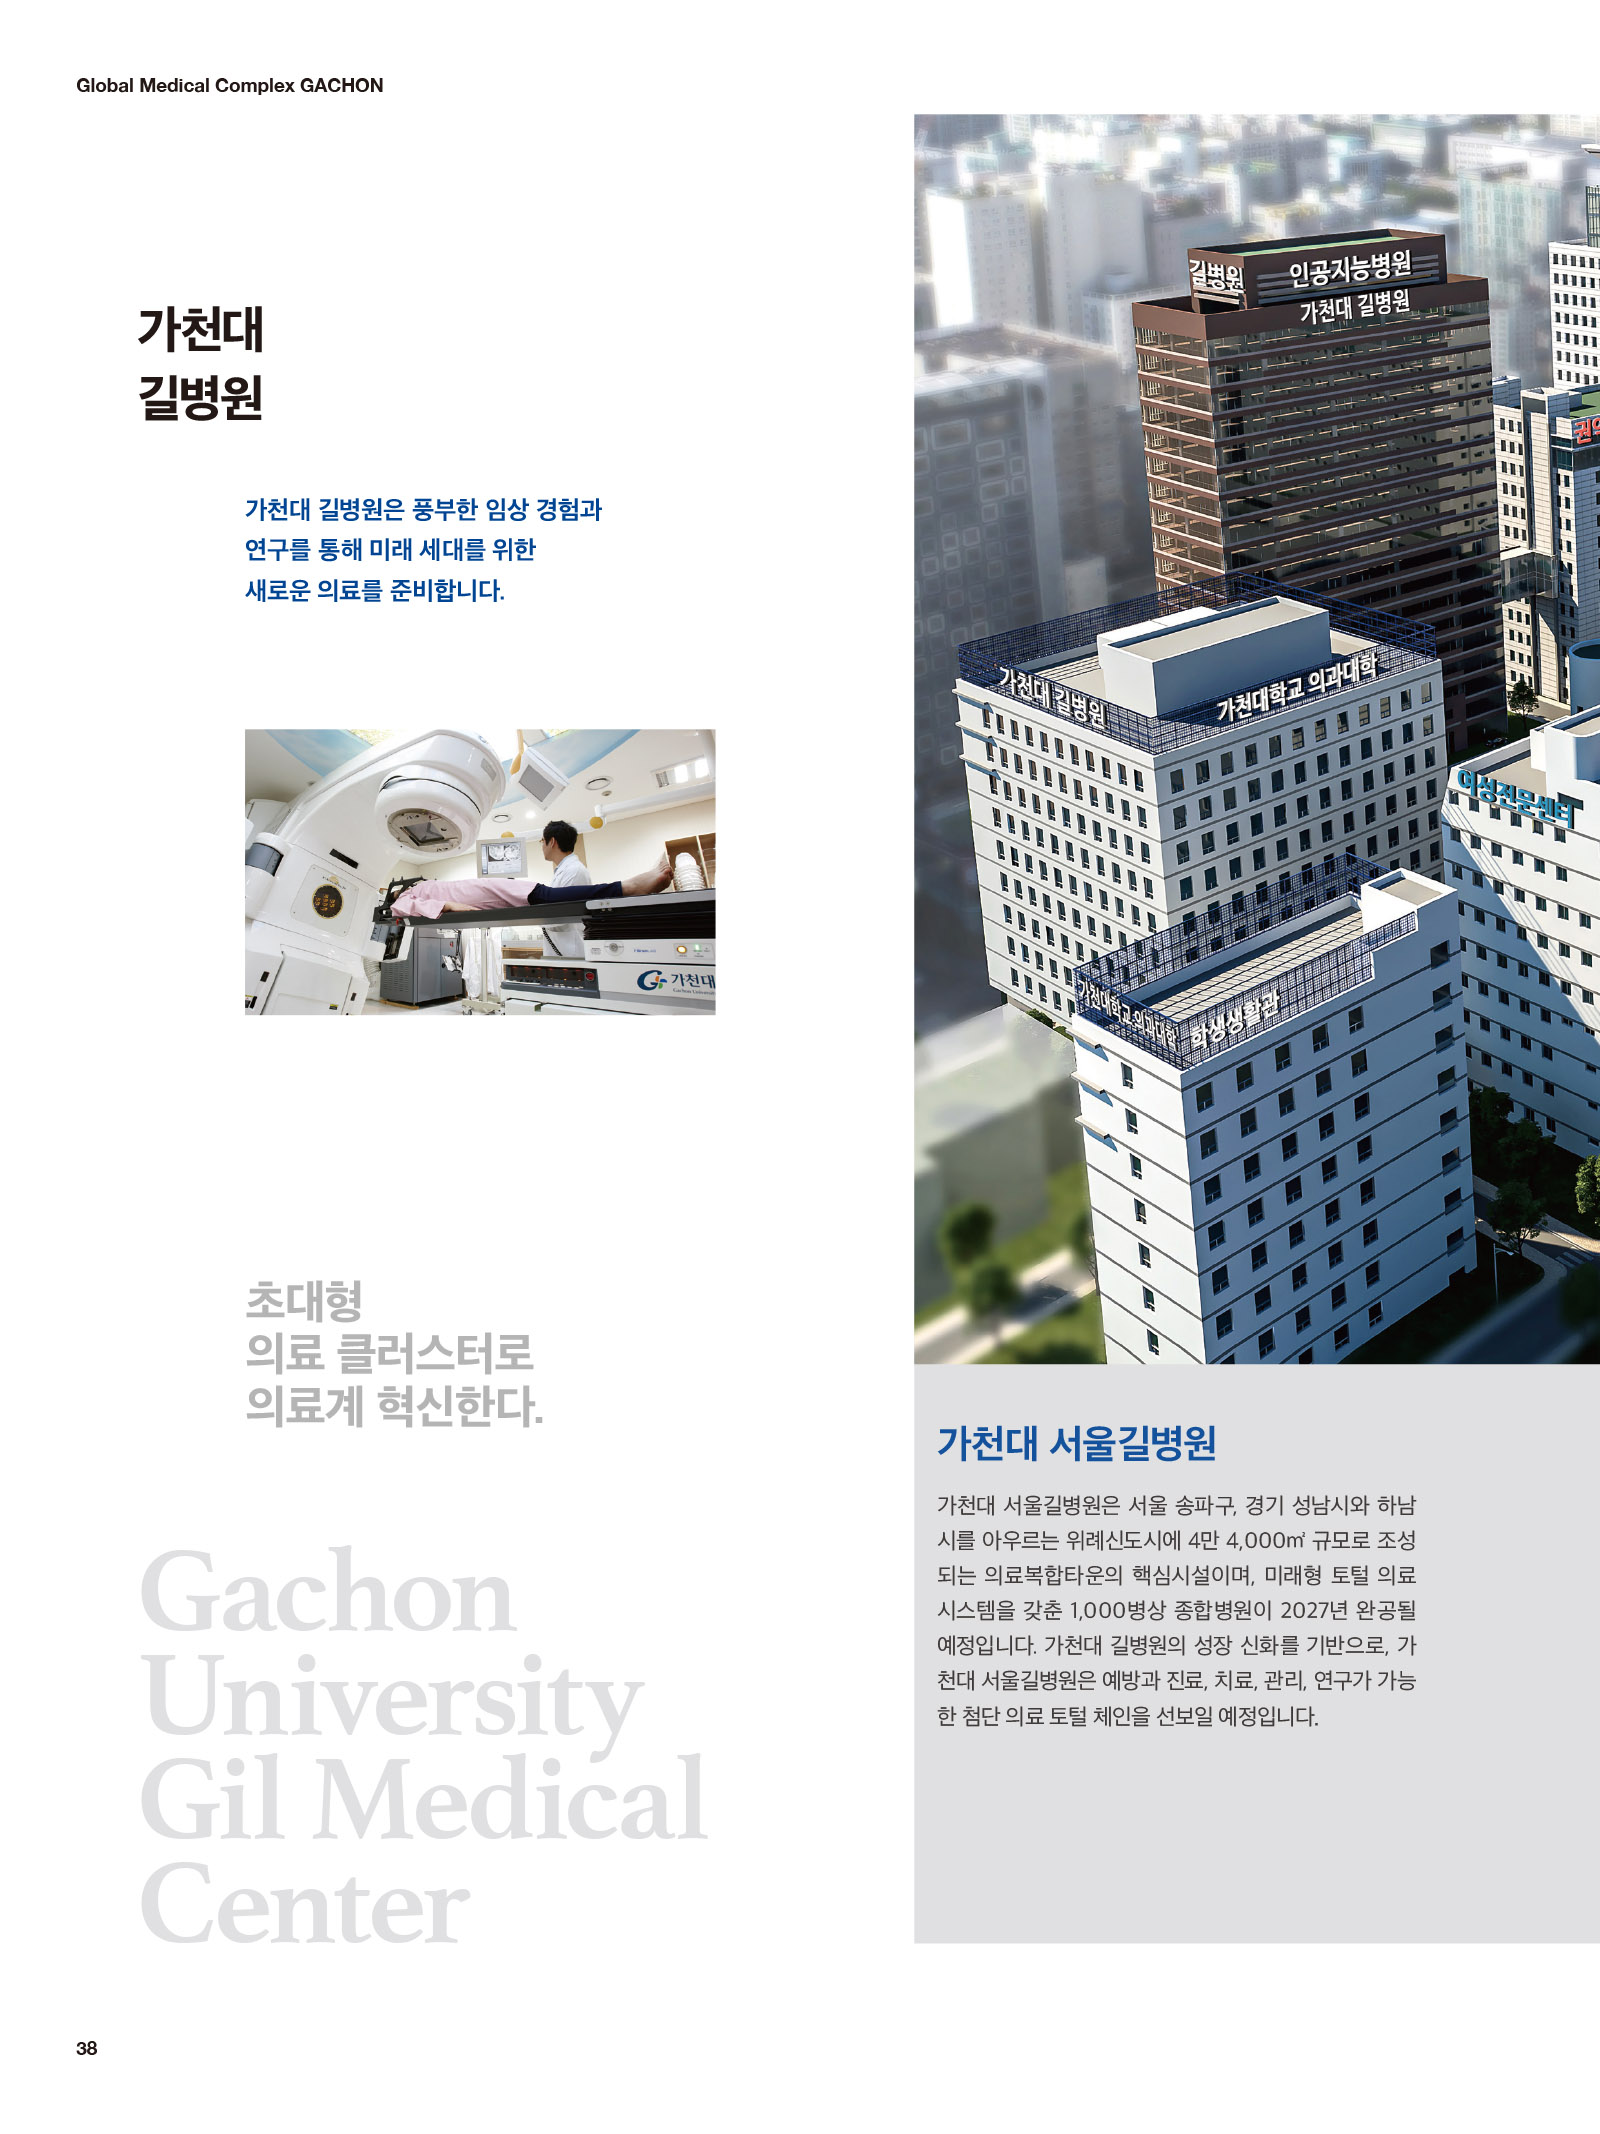 Global Medical Complex GACHON
가천대
길병원
가천대 길병원은 풍부한 임상 경험과
연구를 통해 미래 세대를 위한
새로운 의료를 준비합니다.
가천대
초대형
의료 클러스터로
의료계 혁신한다.
Gachon
University
Gil Medical
Center
길병원
인공지능병원
가천대 길병원
가천대 길병원
가천대학교 의과대학
여성전문센터
가천대학교 의과대학
학생생활관
가천대 서울길병원
가천대 서울길병원은 서울 송파구, 경기 성남시와 하남
시를 아우르는 위례신도시에 4만 4,000㎡ 규모로 조성
되는 의료복합타운의 핵심시설이며, 미래형 토털 의료
시스템을 갖춘 1,000병상 종합병원이 2027년 완공될
예정입니다. 가천대 길병원의 성장 신화를 기반으로, 가
천대 서울길병원은 예방과 진료, 치료, 관리, 연구가 가능
한 첨단 의료 토털 체인을 선보일 예정입니다.
38